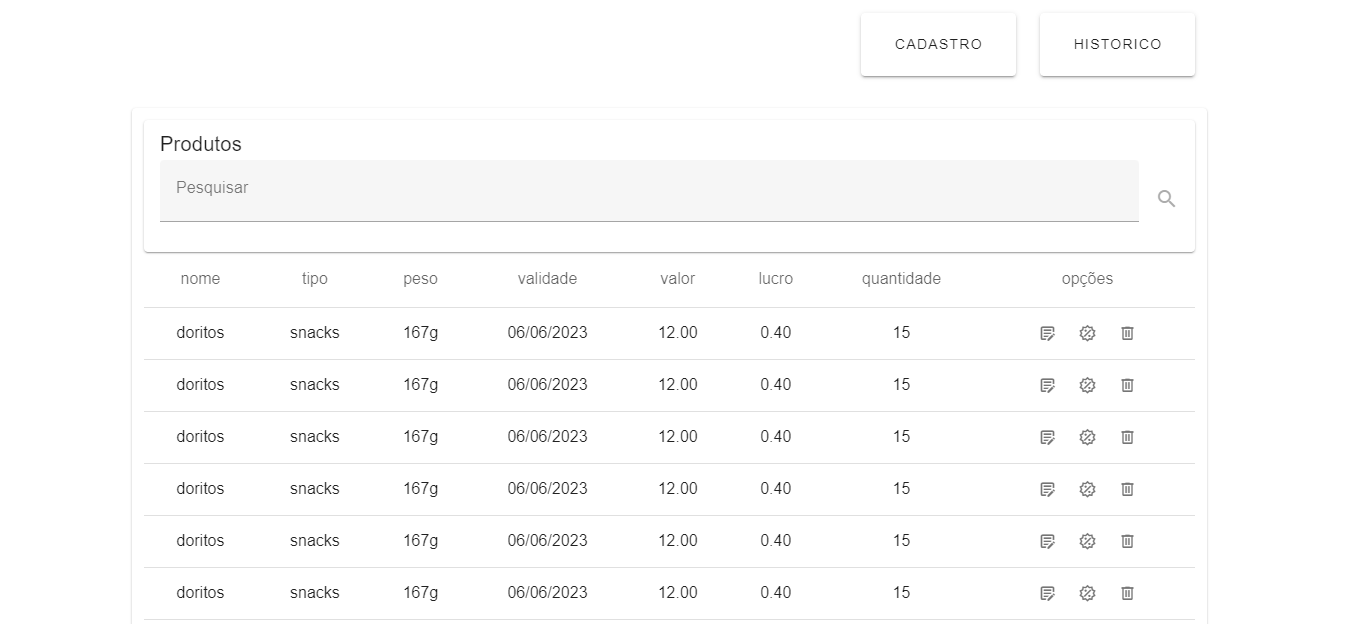 CADASTRO HISTORICO
Produtos
Pesquisar
nome tipo peso validade valor lucro quantidade opções
doritos snacks 167g 06/06/2023 12.00 0.40 15
doritos snacks 167g 06/06/2023 12.00 0.40 15
doritos snacks 167g 06/06/2023 12.00 0.40 15
doritos snacks 167g 06/06/2023 12.00 0.40 15
doritos snacks 167g 06/06/2023 12.00 0.40 15
doritos snacks 167g 06/06/2023 12.00 0.40 15